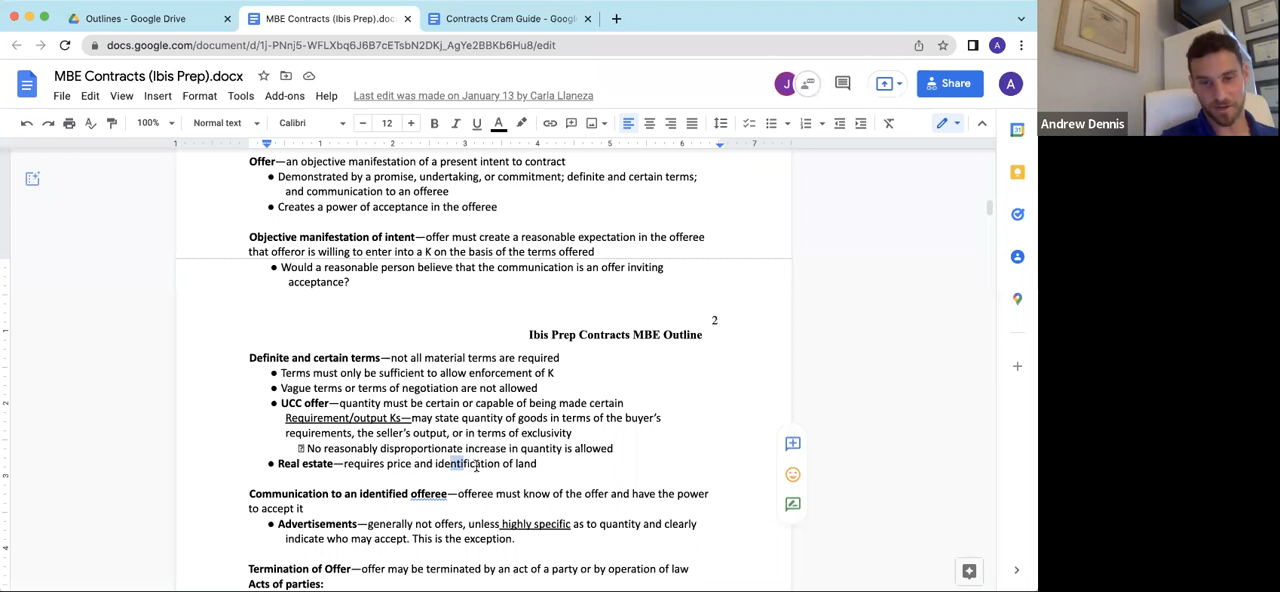 Outlines - Google Drive
MBE Contracts (Ibis Prep).doc
Contracts Cram Guide - Google
docs.google.com/document/d/1j-PNnj5-WFLXbq6J6B7cETsbN2DKj_AgYe2BBKb6Hu8/edit
A
MBE Contracts (Ibis Prep).docx
File Edit View Insert Format
Add-ons Help Last edit was made on January 13 by Carla Llaneza
J
Share
A
100% Normal text Calibri 12 B I U A
1 1 2 3 4 5 6 7
Offer—an objective manifestation of a present intent to contract
● Demonstrated by a promise, undertaking, or commitment; definite and certain terms;
and communication to an offeree
● Creates a power of acceptance in the offeree
Objective manifestation of intent—offer must create a reasonable expectation in the offeree
that offeror is willing to enter into a K on the basis of the terms offered
● Would a reasonable person believe that the communication is an offer inviting
acceptance?
2
Ibis Prep Contracts MBE Outline
Definite and certain terms—not all material terms are required
● Terms must only be sufficient to allow enforcement of K
● Vague terms or terms of negotiation are not allowed
● UCC offer—quantity must be certain or capable of being made certain
Requirement/output Ks—may state quantity of goods in terms of the buyer's
requirements, the seller's output, or in terms of exclusivity
No reasonably disproportionate increase in quantity is allowed
● Real estate—requires price and identification of land
Communication to an identified offeree—offeree must know of the offer and have the power
to accept it
● Advertisements—generally not offers, unless highly specific as to quantity and clearly
indicate who may accept. This is the exception.
Termination of Offer—offer may be terminated by an act of a party or by operation of law
Acts of parties:
Andrew Dennis